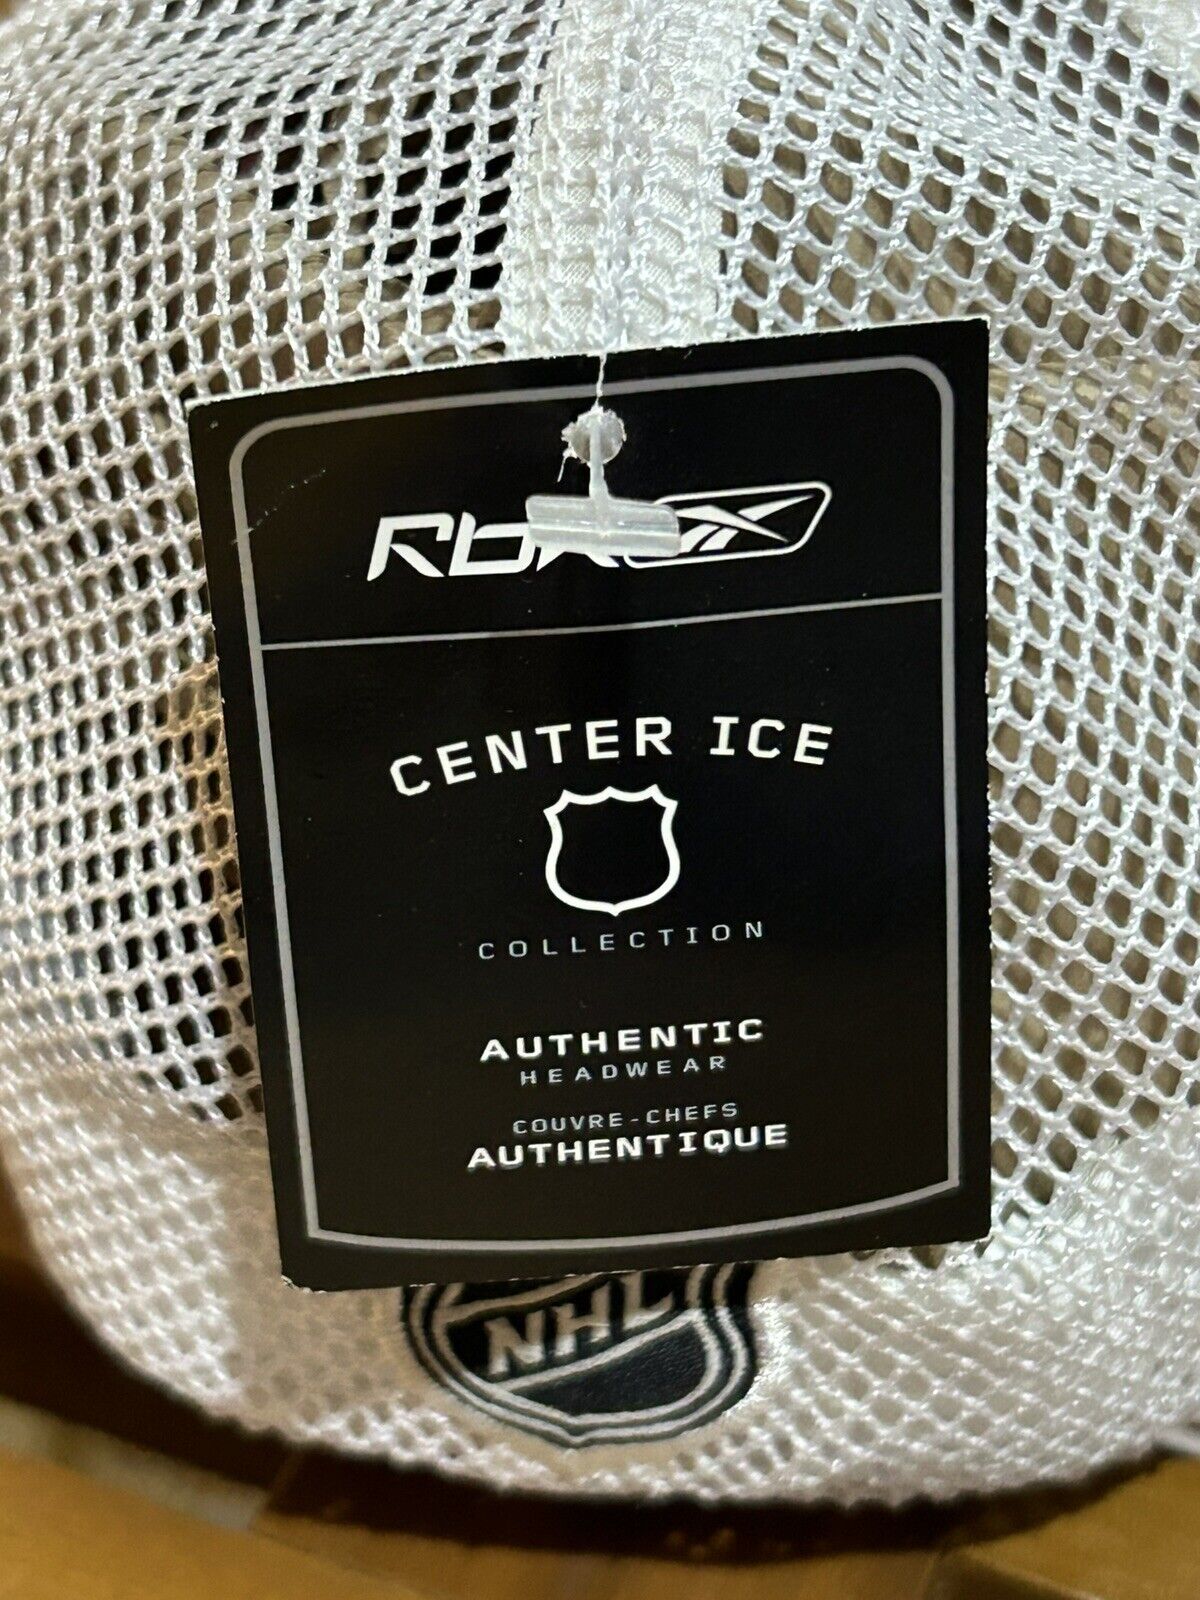 Rbk
CENTER ICE
COLLECTION
AUTHENTIC
HEADWEAR
COUVRE-CHEFS
AUTHENTIQUE
NHL